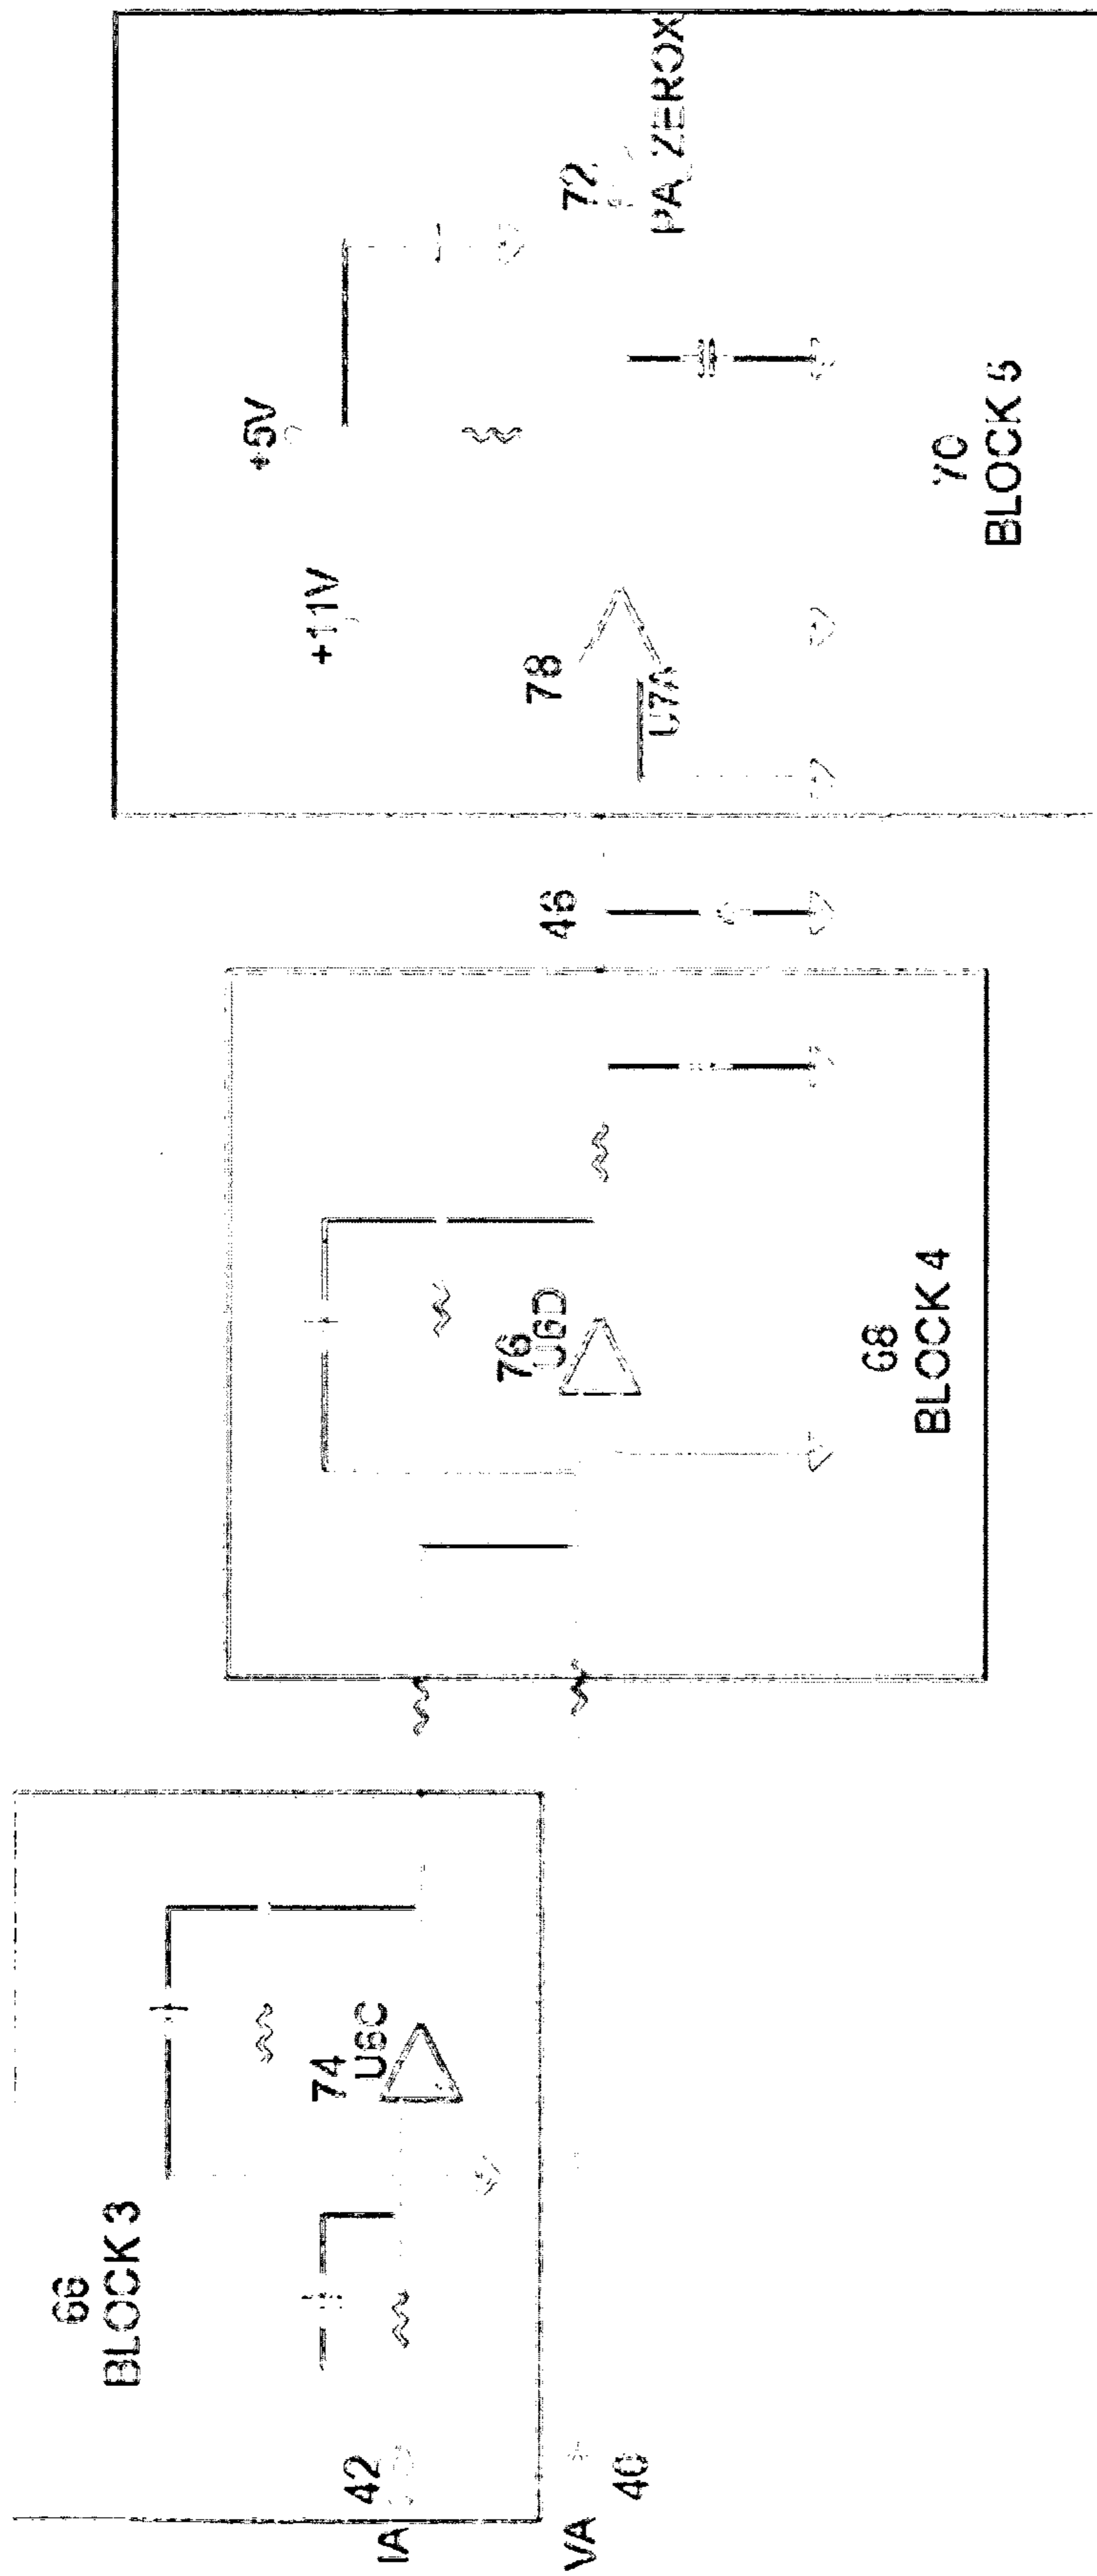 66
BLOCK 3
42
IA
VA
40
74
U6C
76
U6D
68
BLOCK 4
46
+11V
+5V
78
U7A
72
PA ZEROX
70
BLOCK 5